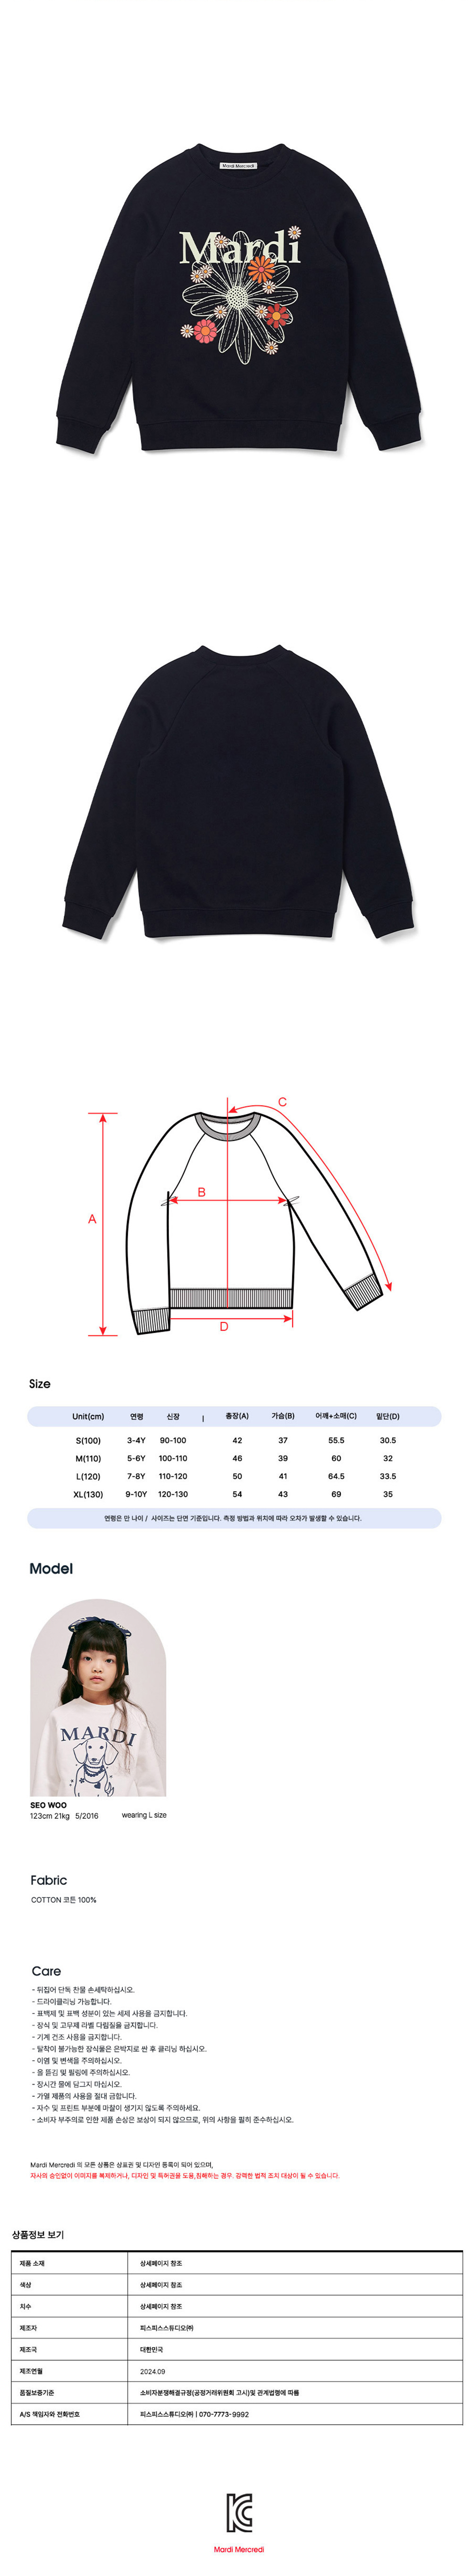 Mardi Mercredi
Mardi
C
B
A
D
Size
Unit(cm) 연령 신장 | 총장(A) 가슴(B) 어깨+소매(C) 밑단(D)
S(100) 3-4Y 90-100 42 37 55.5 30.5
M(110) 5-6Y 100-110 46 39 60 32
L(120) 7-8Y 110-120 50 41 64.5 33.5
XL(130) 9-10Y 120-130 54 43 69 35
연령은 만 나이 / 사이즈는 단면 기준입니다. 측정 방법과 위치에 따라 오차가 발생할 수 있습니다.
Model
MARDI
SEO WOO
123cm 21kg 5/2016 wearing L size
Fabric
COTTON 코튼 100%
Care
- 뒤집어 단독 찬물 손세탁하십시오.
- 드라이클리닝 가능합니다.
- 표백제 및 표백 성분이 있는 세제 사용을 금지합니다.
- 장식 및 고무제 라벨 다림질을 금지합니다.
- 기계 건조 사용을 금지합니다.
- 탈착이 불가능한 장식물은 은박지로 싼 후 클리닝 하십시오.
- 이염 및 변색을 주의하십시오.
- 올 뜯김 및 필링에 주의하십시오.
- 장시간 물에 담그지 마십시오.
- 가열 제품의 사용을 절대 금합니다.
- 자수 및 프린트 부분에 마찰이 생기지 않도록 주의하세요.
- 소비자 부주의로 인한 제품 손상은 보상이 되지 않으므로, 위의 사항을 필히 준수하십시오.
Mardi Mercredi 의 모든 상품은 상표권 및 디자인 등록이 되어 있으며,
자사의 승인없이 이미지를 복제하거나, 디자인 및 특허권을 도용,침해하는 경우. 강력한 법적 조치 대상이 될 수 있습니다.
상품정보 보기
제품 소재 상세페이지 참조
색상 상세페이지 참조
치수 상세페이지 참조
제조자 피스피스스튜디오㈜
제조국 대한민국
제조연월 2024.09
품질보증기준 소비자분쟁해결규정(공정거래위원회 고시)및 관계법령에 따름
A/S 책임자와 전화번호 피스피스스튜디오㈜ | 070-7773-9992
KC
Mardi Mercredi